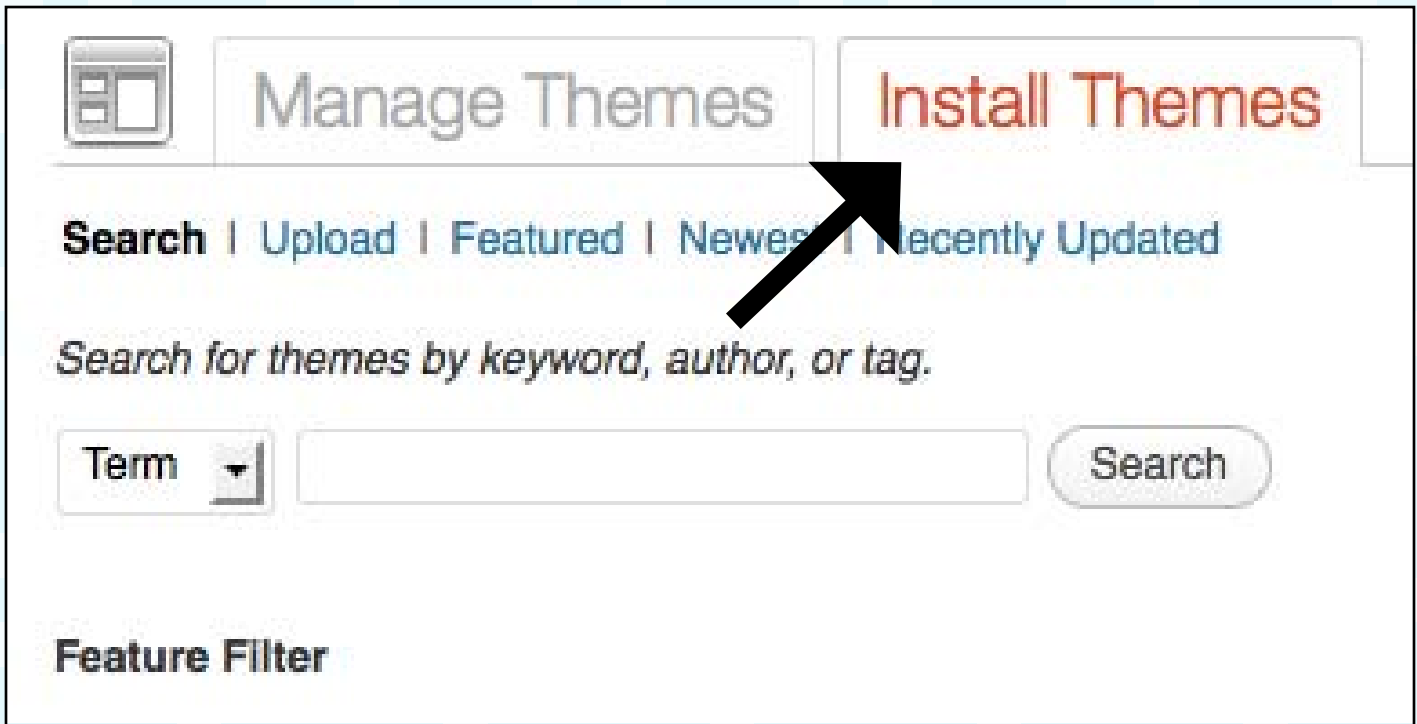 Manage Themes Install Themes
Search | Upload | Featured | Newest | Recently Updated
Search for themes by keyword, author, or tag.
Term Search
Feature Filter